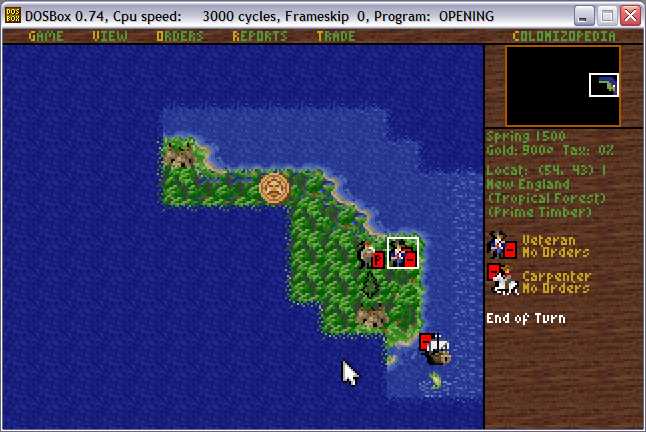 DOSBox 0.74, Cpu speed: 3000 cycles, Frameskip 0, Program: OPENING
GAME VIEW ORDERS REPORTS TRADE COLONIZOPEDIA
Spring 1500
Gold: 900¢ Tax: 0%
Locat: (54, 43) 1
New England
(Tropical Forest)
(Prime Timber)
Veteran
No Orders
Carpenter
No Orders
End of Turn